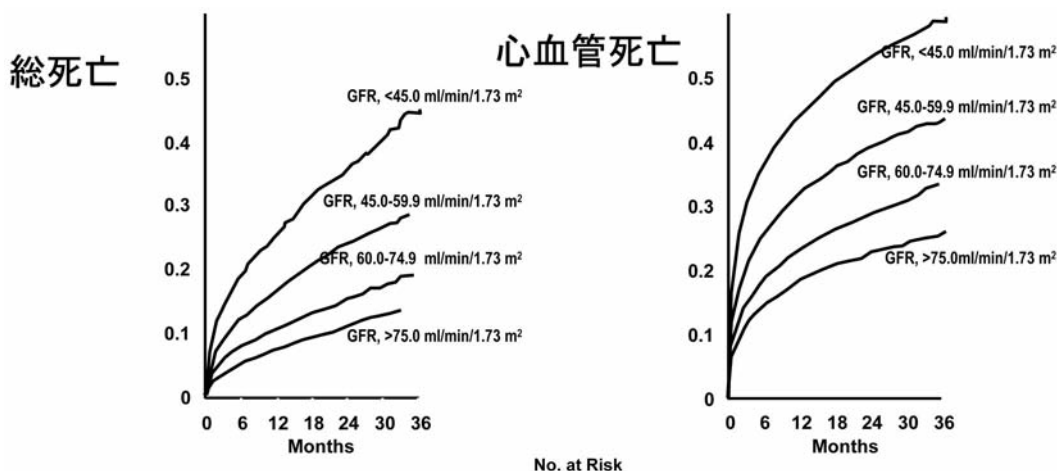 総死亡
0.5
0.4
0.3
0.2
0.1
0
GFR, <45.0 ml/min/1.73 m²
GFR, 45.0-59.9 ml/min/1.73 m²
GFR, 60.0-74.9 ml/min/1.73 m²
GFR, >75.0 ml/min/1.73 m²
0 6 12 18 24 30 36
Months
心血管死亡
0.5
0.4
0.3
0.2
0.1
0
GFR, <45.0 ml/min/1.73 m²
GFR, 45.0-59.9 ml/min/1.73 m²
GFR, 60.0-74.9 ml/min/1.73 m²
GFR, >75.0ml/min/1.73 m²
0 6 12 18 24 30 36
Months
No. at Risk